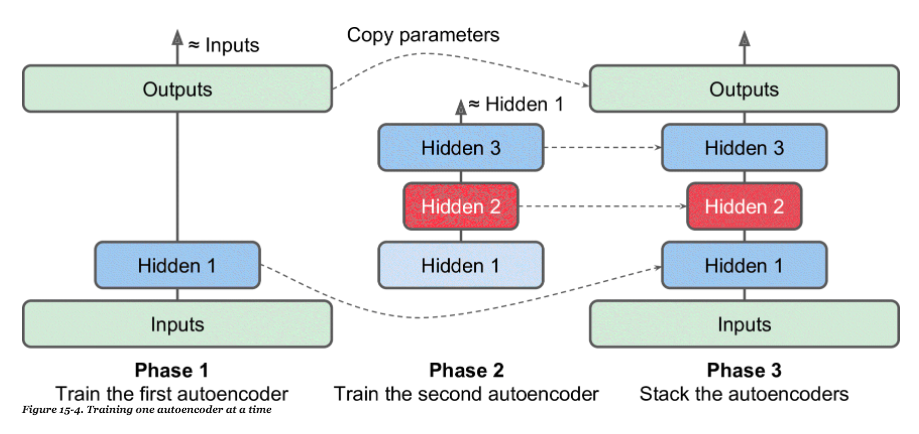 ≈ Inputs
Copy parameters
Outputs
Outputs
≈ Hidden 1
Hidden 3
Hidden 3
Hidden 2
Hidden 2
Hidden 1
Hidden 1
Hidden 1
Inputs
Inputs
Phase 1
Train the first autoencoder
Phase 2
Train the second autoencoder
Phase 3
Stack the autoencoders
Figure 15-4. Training one autoencoder at a time